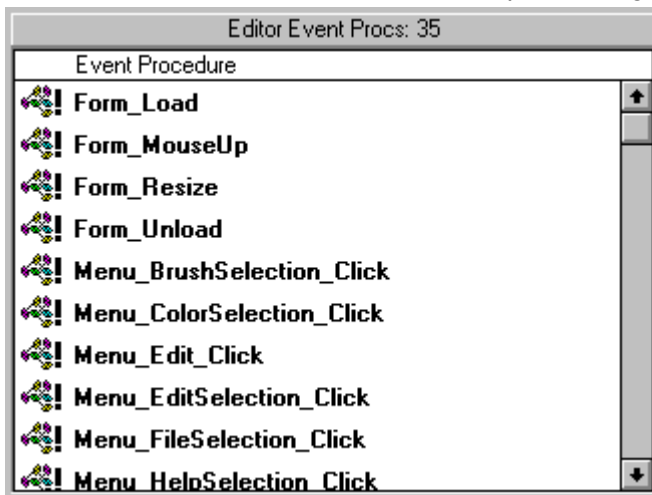 Editor Event Procs: 35
Event Procedure
Form_Load
Form_MouseUp
Form_Resize
Form_Unload
Menu_BrushSelection_Click
Menu_ColorSelection_Click
Menu_Edit_Click
Menu_EditSelection_Click
Menu_FileSelection_Click
Menu_HelpSelection_Click